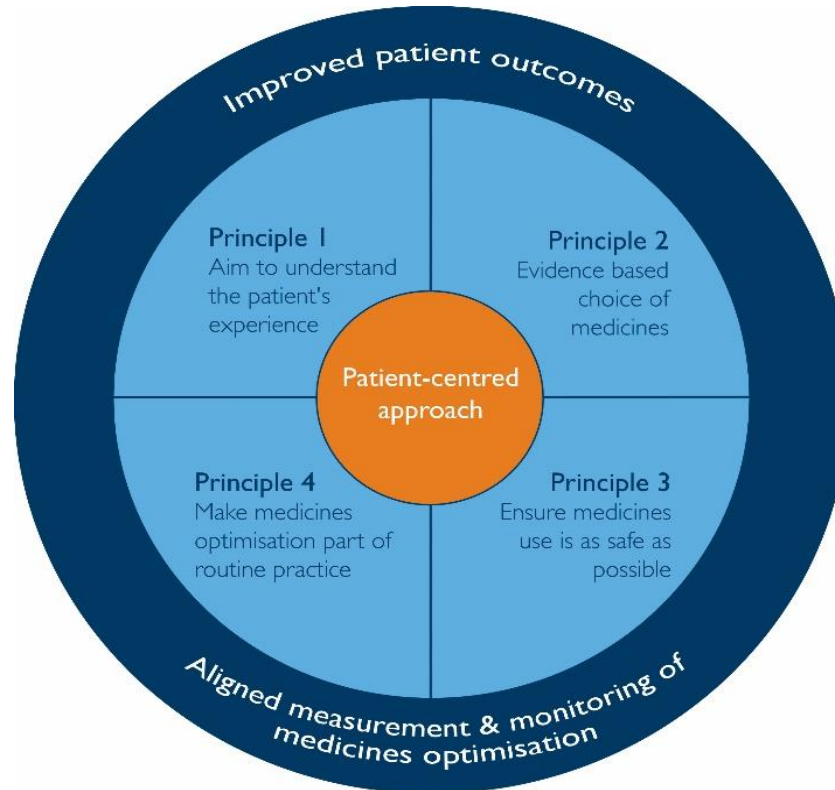 Improved patient outcomes
Principle 1
Aim to understand
the patient's
experience
Principle 2
Evidence based
choice of
medicines
Patient-centred
approach
Principle 4
Make medicines
optimisation part of
routine practice
Principle 3
Ensure medicines
use is as safe as
possible
Aligned measurement & monitoring of
medicines optimisation